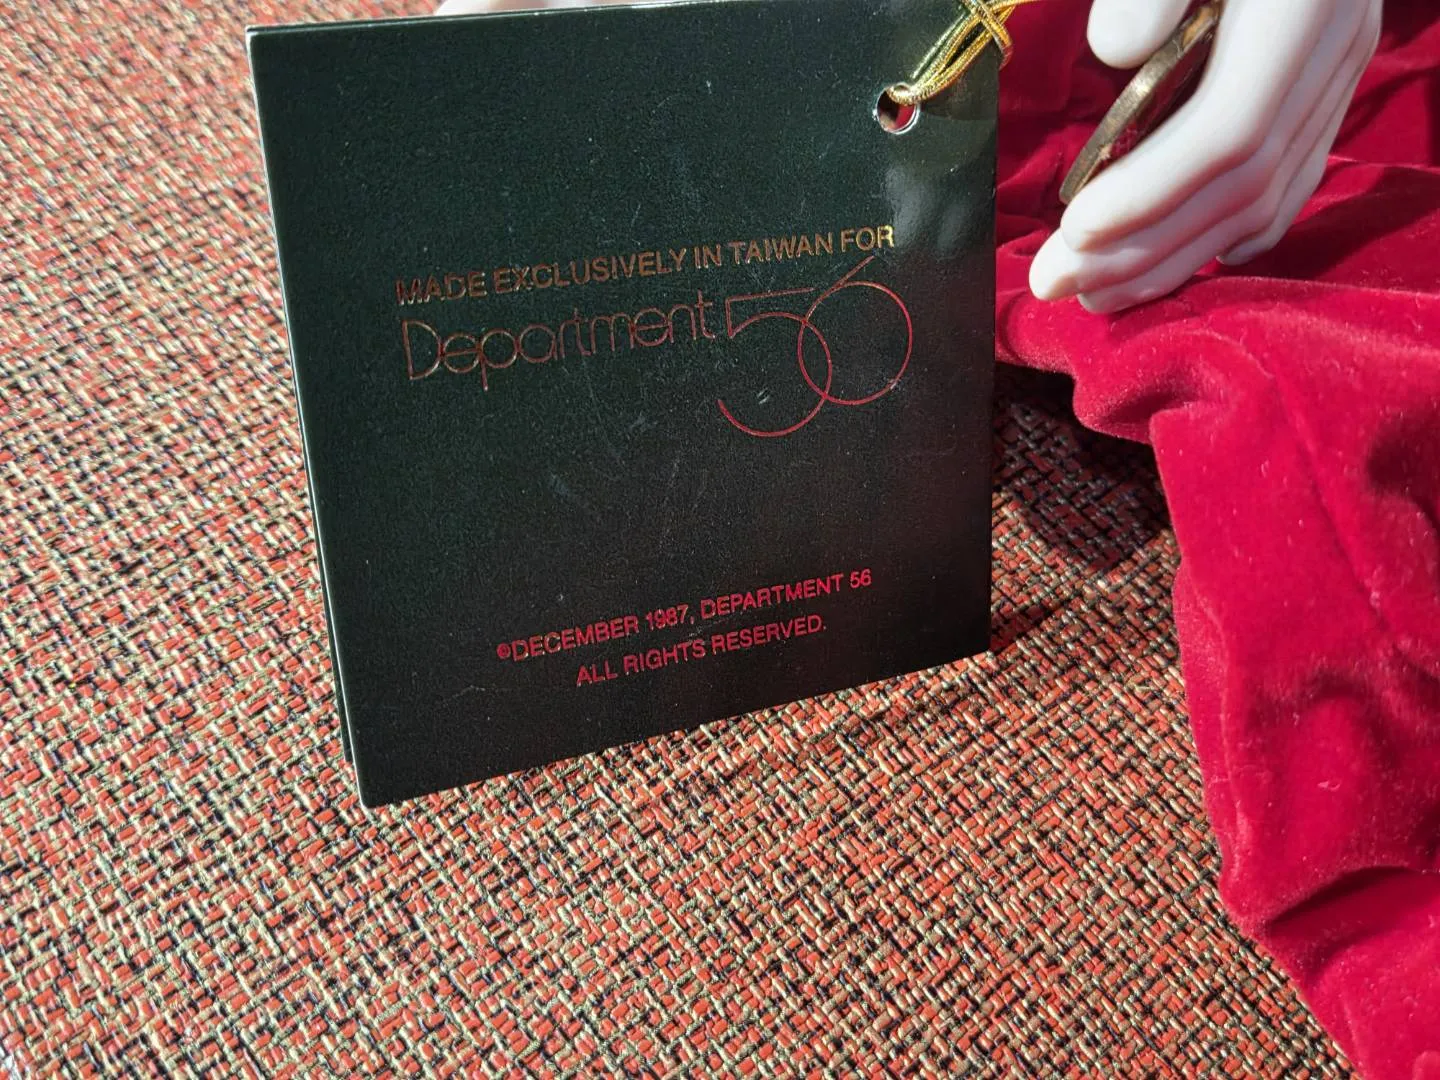 MADE EXCLUSIVELY IN TAIWAN FOR
Department 56
©DECEMBER 1987, DEPARTMENT 56
ALL RIGHTS RESERVED.